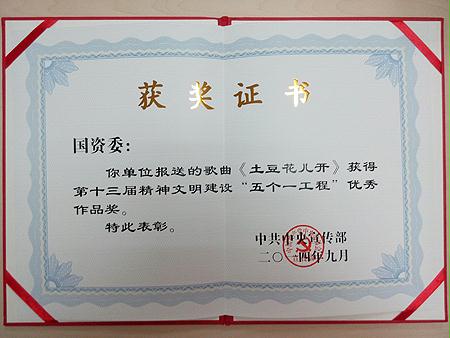 获奖证书
国资委：
你单位报送的歌曲《土豆花儿开》获得
第十三届精神文明建设“五个一工程”优秀
作品奖。
特此表彰。
中共中央宣传部
二〇一四年九月